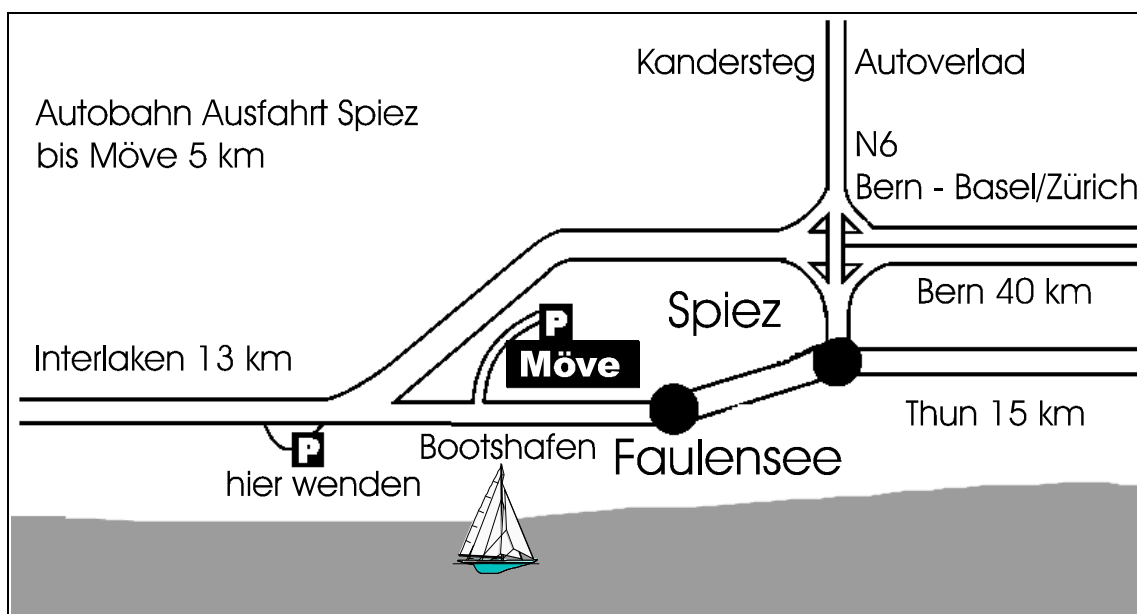 Kandersteg Autoverlad
Autobahn Ausfahrt Spiez
bis Möve 5 km
N6
Bern - Basel/Zürich
Bern 40 km
Spiez
P
Möve
Interlaken 13 km
Thun 15 km
Bootshafen
Faulensee
P
hier wenden